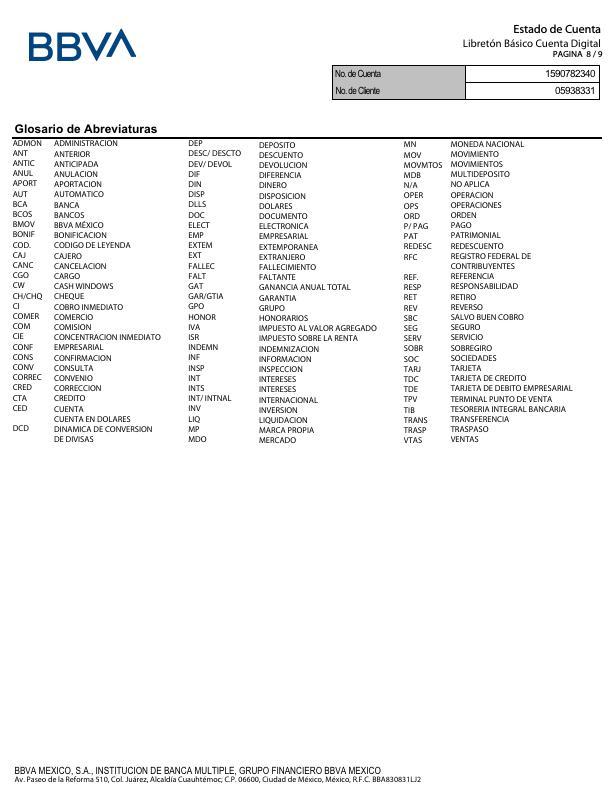 BBVA
Estado de Cuenta
Libretón Básico Cuenta Digital
PAGINA 8 / 9
No. de Cuenta 1590782340
No. de Cliente 05938331
Glosario de Abreviaturas
ADMON ADMINISTRACION DEP DEPOSITO MN MONEDA NACIONAL
ANT ANTERIOR DESC/ DESCTO DESCUENTO MOV MOVIMIENTO
ANTIC ANTICIPADA DEV/ DEVOL DEVOLUCION MOVMTOS MOVIMIENTOS
ANUL ANULACION DIF DIFERENCIA MDB MULTIDEPOSITO
APORT APORTACION DIN DINERO N/A NO APLICA
AUT AUTOMATICO DISP DISPOSICION OPER OPERACION
BCA BANCA DLLS DOLARES OPS OPERACIONES
BCOS BANCOS DOC DOCUMENTO ORD ORDEN
BMOV BBVA MÉXICO ELECT ELECTRONICA P/ PAG PAGO
BONIF BONIFICACION EMP EMPRESARIAL PAT PATRIMONIAL
COD. CODIGO DE LEYENDA EXTEM EXTEMPORANEA REDESC REDESCUENTO
CAJ CAJERO EXT EXTRANJERO RFC REGISTRO FEDERAL DE
CANC CANCELACION FALLEC FALLECIMIENTO CONTRIBUYENTES
CGO CARGO FALT FALTANTE REF. REFERENCIA
CW CASH WINDOWS GAT GANANCIA ANUAL TOTAL RESP RESPONSABILIDAD
CH/CHQ CHEQUE GAR/GTIA GARANTIA RET RETIRO
CI COBRO INMEDIATO GPO GRUPO REV REVERSO
COMER COMERCIO HONOR HONORARIOS SBC SALVO BUEN COBRO
COM COMISION IVA IMPUESTO AL VALOR AGREGADO SEG SEGURO
CIE CONCENTRACION INMEDIATO ISR IMPUESTO SOBRE LA RENTA SERV SERVICIO
CONF EMPRESARIAL INDEMN INDEMNIZACION SOBR SOBREGIRO
CONS CONFIRMACION INF INFORMACION SOC SOCIEDADES
CONV CONSULTA INSP INSPECCION TARJ TARJETA
CORREC CONVENIO INT INTERESES TDC TARJETA DE CREDITO
CRED CORRECCION INTS INTERESES TDE TARJETA DE DEBITO EMPRESARIAL
CTA CREDITO INT/ INTNAL INTERNACIONAL TPV TERMINAL PUNTO DE VENTA
CED CUENTA INV INVERSION TIB TESORERIA INTEGRAL BANCARIA
CUENTA EN DOLARES LIQ LIQUIDACION TRANS TRANSFERENCIA
DCD DINAMICA DE CONVERSION MP MARCA PROPIA TRASP TRASPASO
DE DIVISAS MDO MERCADO VTAS VENTAS
BBVA MEXICO, S.A., INSTITUCION DE BANCA MULTIPLE, GRUPO FINANCIERO BBVA MEXICO
Av. Paseo de la Reforma 510, Col. Juárez, Alcaldía Cuauhtémoc; C.P. 06600, Ciudad de México, México, R.F.C. BBA830831LJ2